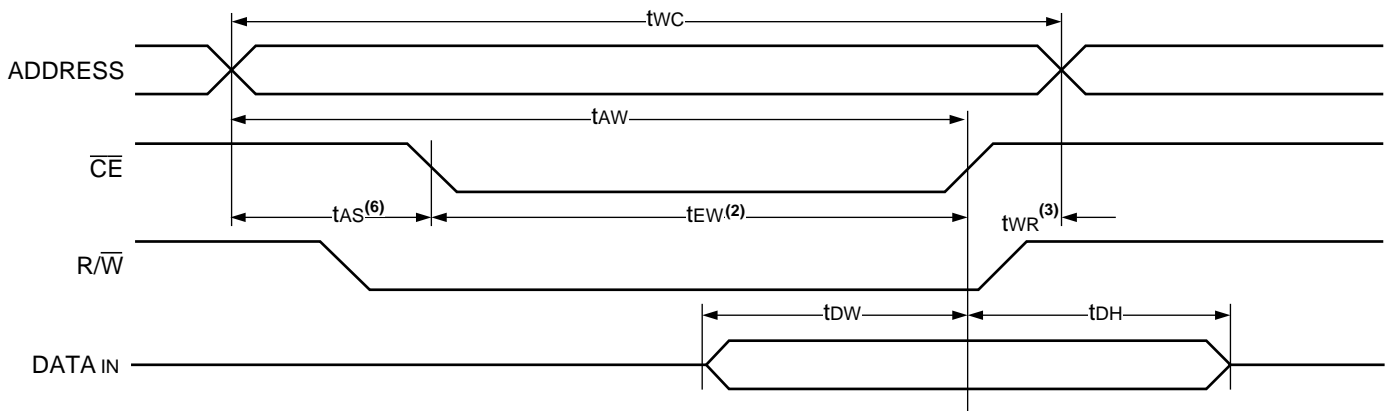 tWC
ADDRESS
tAW
CE
tAS(6)
tEW(2)
tWR(3)
R/W
tDW
tDH
DATA IN